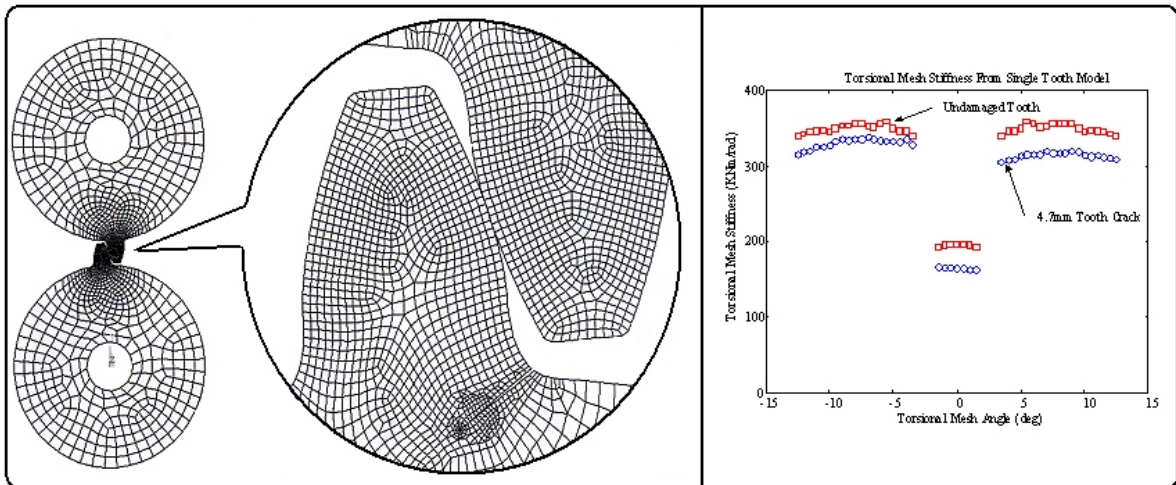 Torsional Mesh Stiffness From Single Tooth Model
Undamaged Tooth
4.7mm Tooth Crack
Torsional Mesh Stiffness (KNm/rad)
400
300
200
100
0
-15
-10
-5
0
5
10
15
Torsional Mesh Angle (deg)